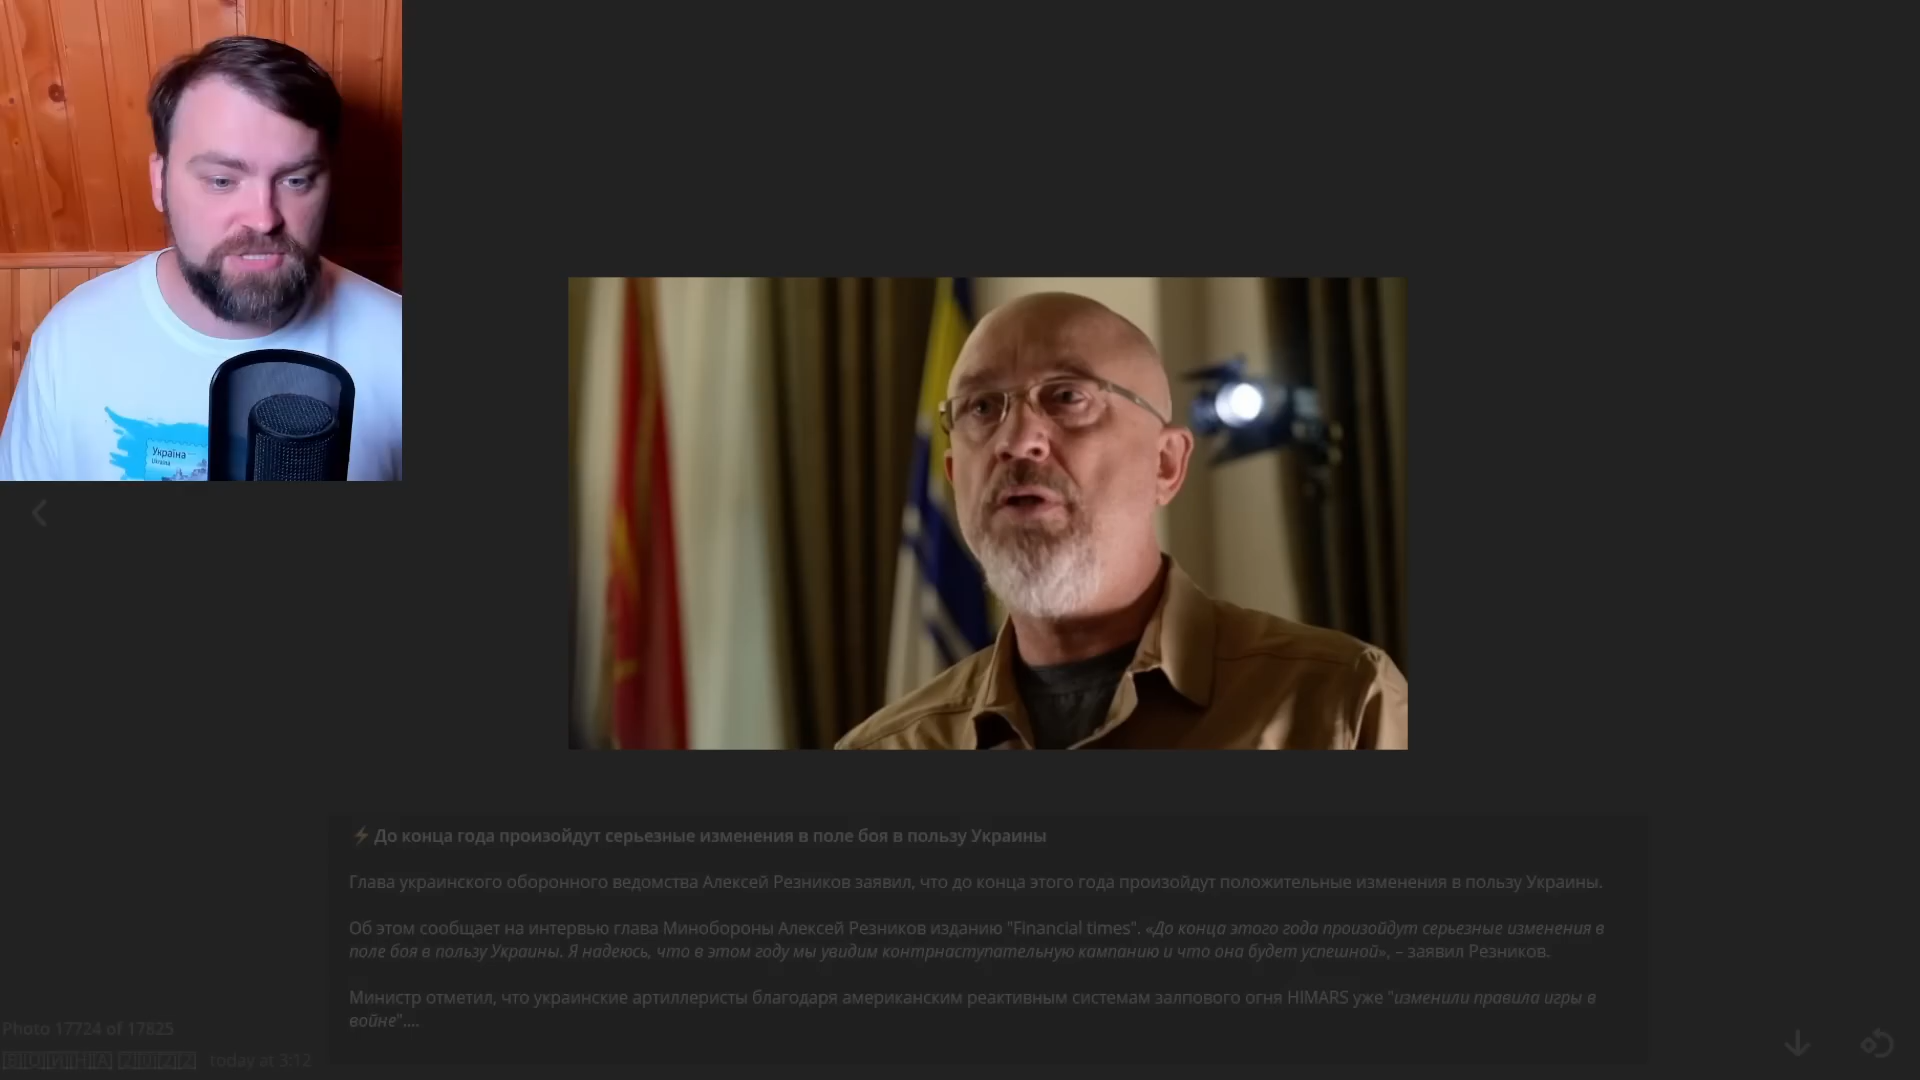 Україна
Ukraine
⚡ До конца года произойдут серьезные изменения в поле боя в пользу Украины
Глава украинского оборонного ведомства Алексей Резников заявил, что до конца этого года произойдут положительные изменения в пользу Украины.
Об этом сообщает на интервью глава Минобороны Алексей Резников изданию "Financial times". «До конца этого года произойдут серьезные изменения в
поле боя в пользу Украины. Я надеюсь, что в этом году мы увидим контрнаступательную кампанию и что она будет успешной», – заявил Резников.
Министр отметил, что украинские артиллеристы благодаря американским реактивным системам залпового огня HIMARS уже "изменили правила игры в
войне"....
Photo 17724 of 17825
today at 3:12